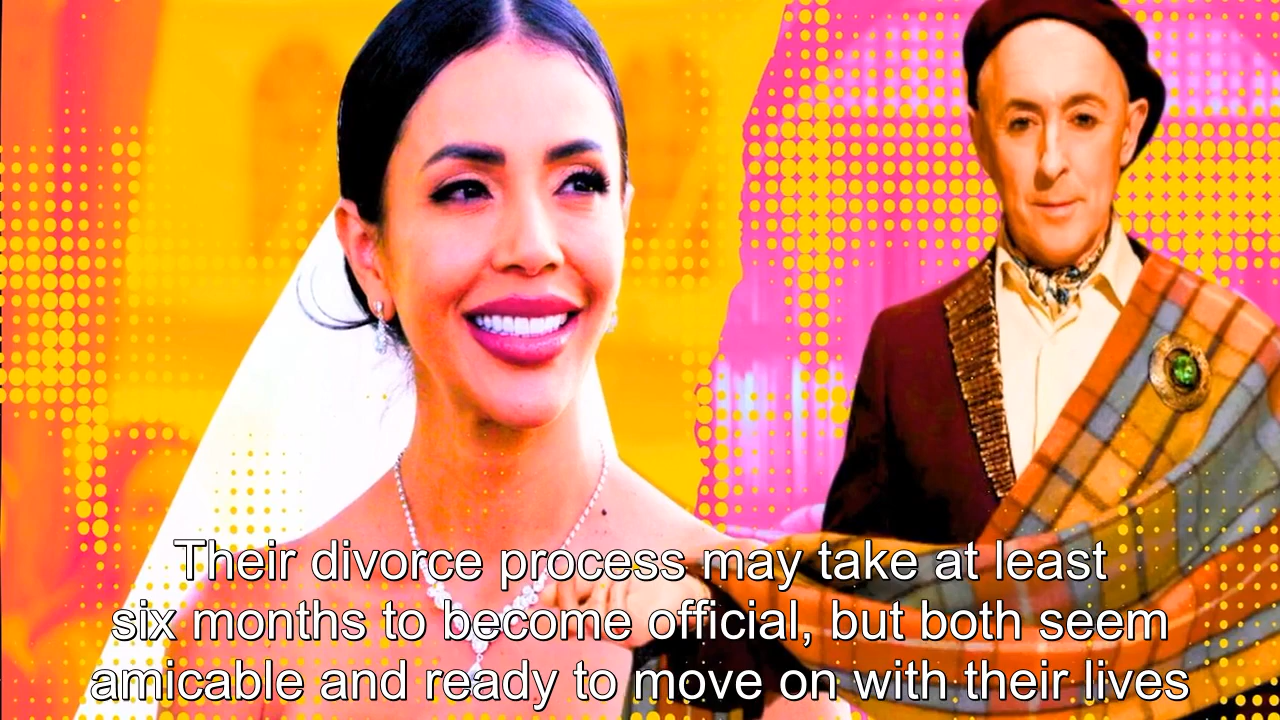 Their divorce process may take at least
six months to become official, but both seem
amicable and ready to move on with their lives